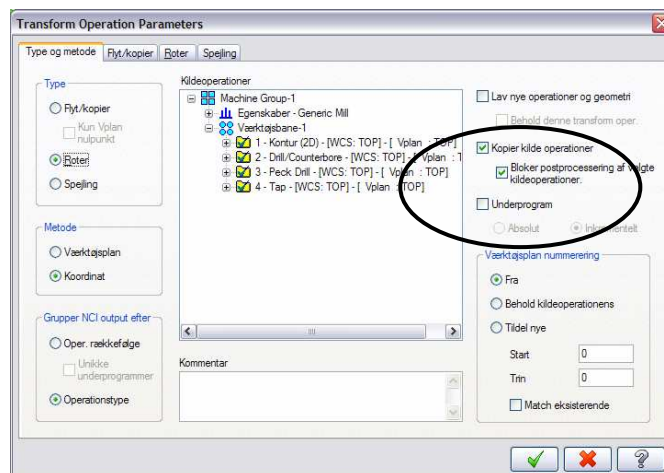 Transform Operation Parameters
Type og metode
Flyt/kopier
Roter
Spejling
Type
Flyt/kopier
Kun Vplan nulpunkt
Roter
Spejling
Metode
Værktøjsplan
Koordinat
Grupper NCI output efter
Oper. rækkefølge
Unikke underprogrammer
Operationstype
Kildeoperationer
Machine Group-1
Egenskaber - Generic Mill
Værktøjsbane-1
1 - Kontur (2D) - [WCS: TOP] - [ Vplan : TOP]
2 - Drill/Counterbore - [WCS: TOP] - [ Vplan : T
3 - Peck Drill - [WCS: TOP] - [ Vplan : TOP]
4 - Tap - [WCS: TOP] - [ Vplan : TOP]
Kommentar
Lav nye operationer og geometri
Behold denne transform oper.
Kopier kilde operationer
Bloker postprocessering af valgte
kildeoperationer.
Underprogram
Absolut
Inkrementelt
Værktøjsplan nummerering
Fra
Behold kildeoperationens
Tildel nye
Start 0
Trin 0
Match eksisterende